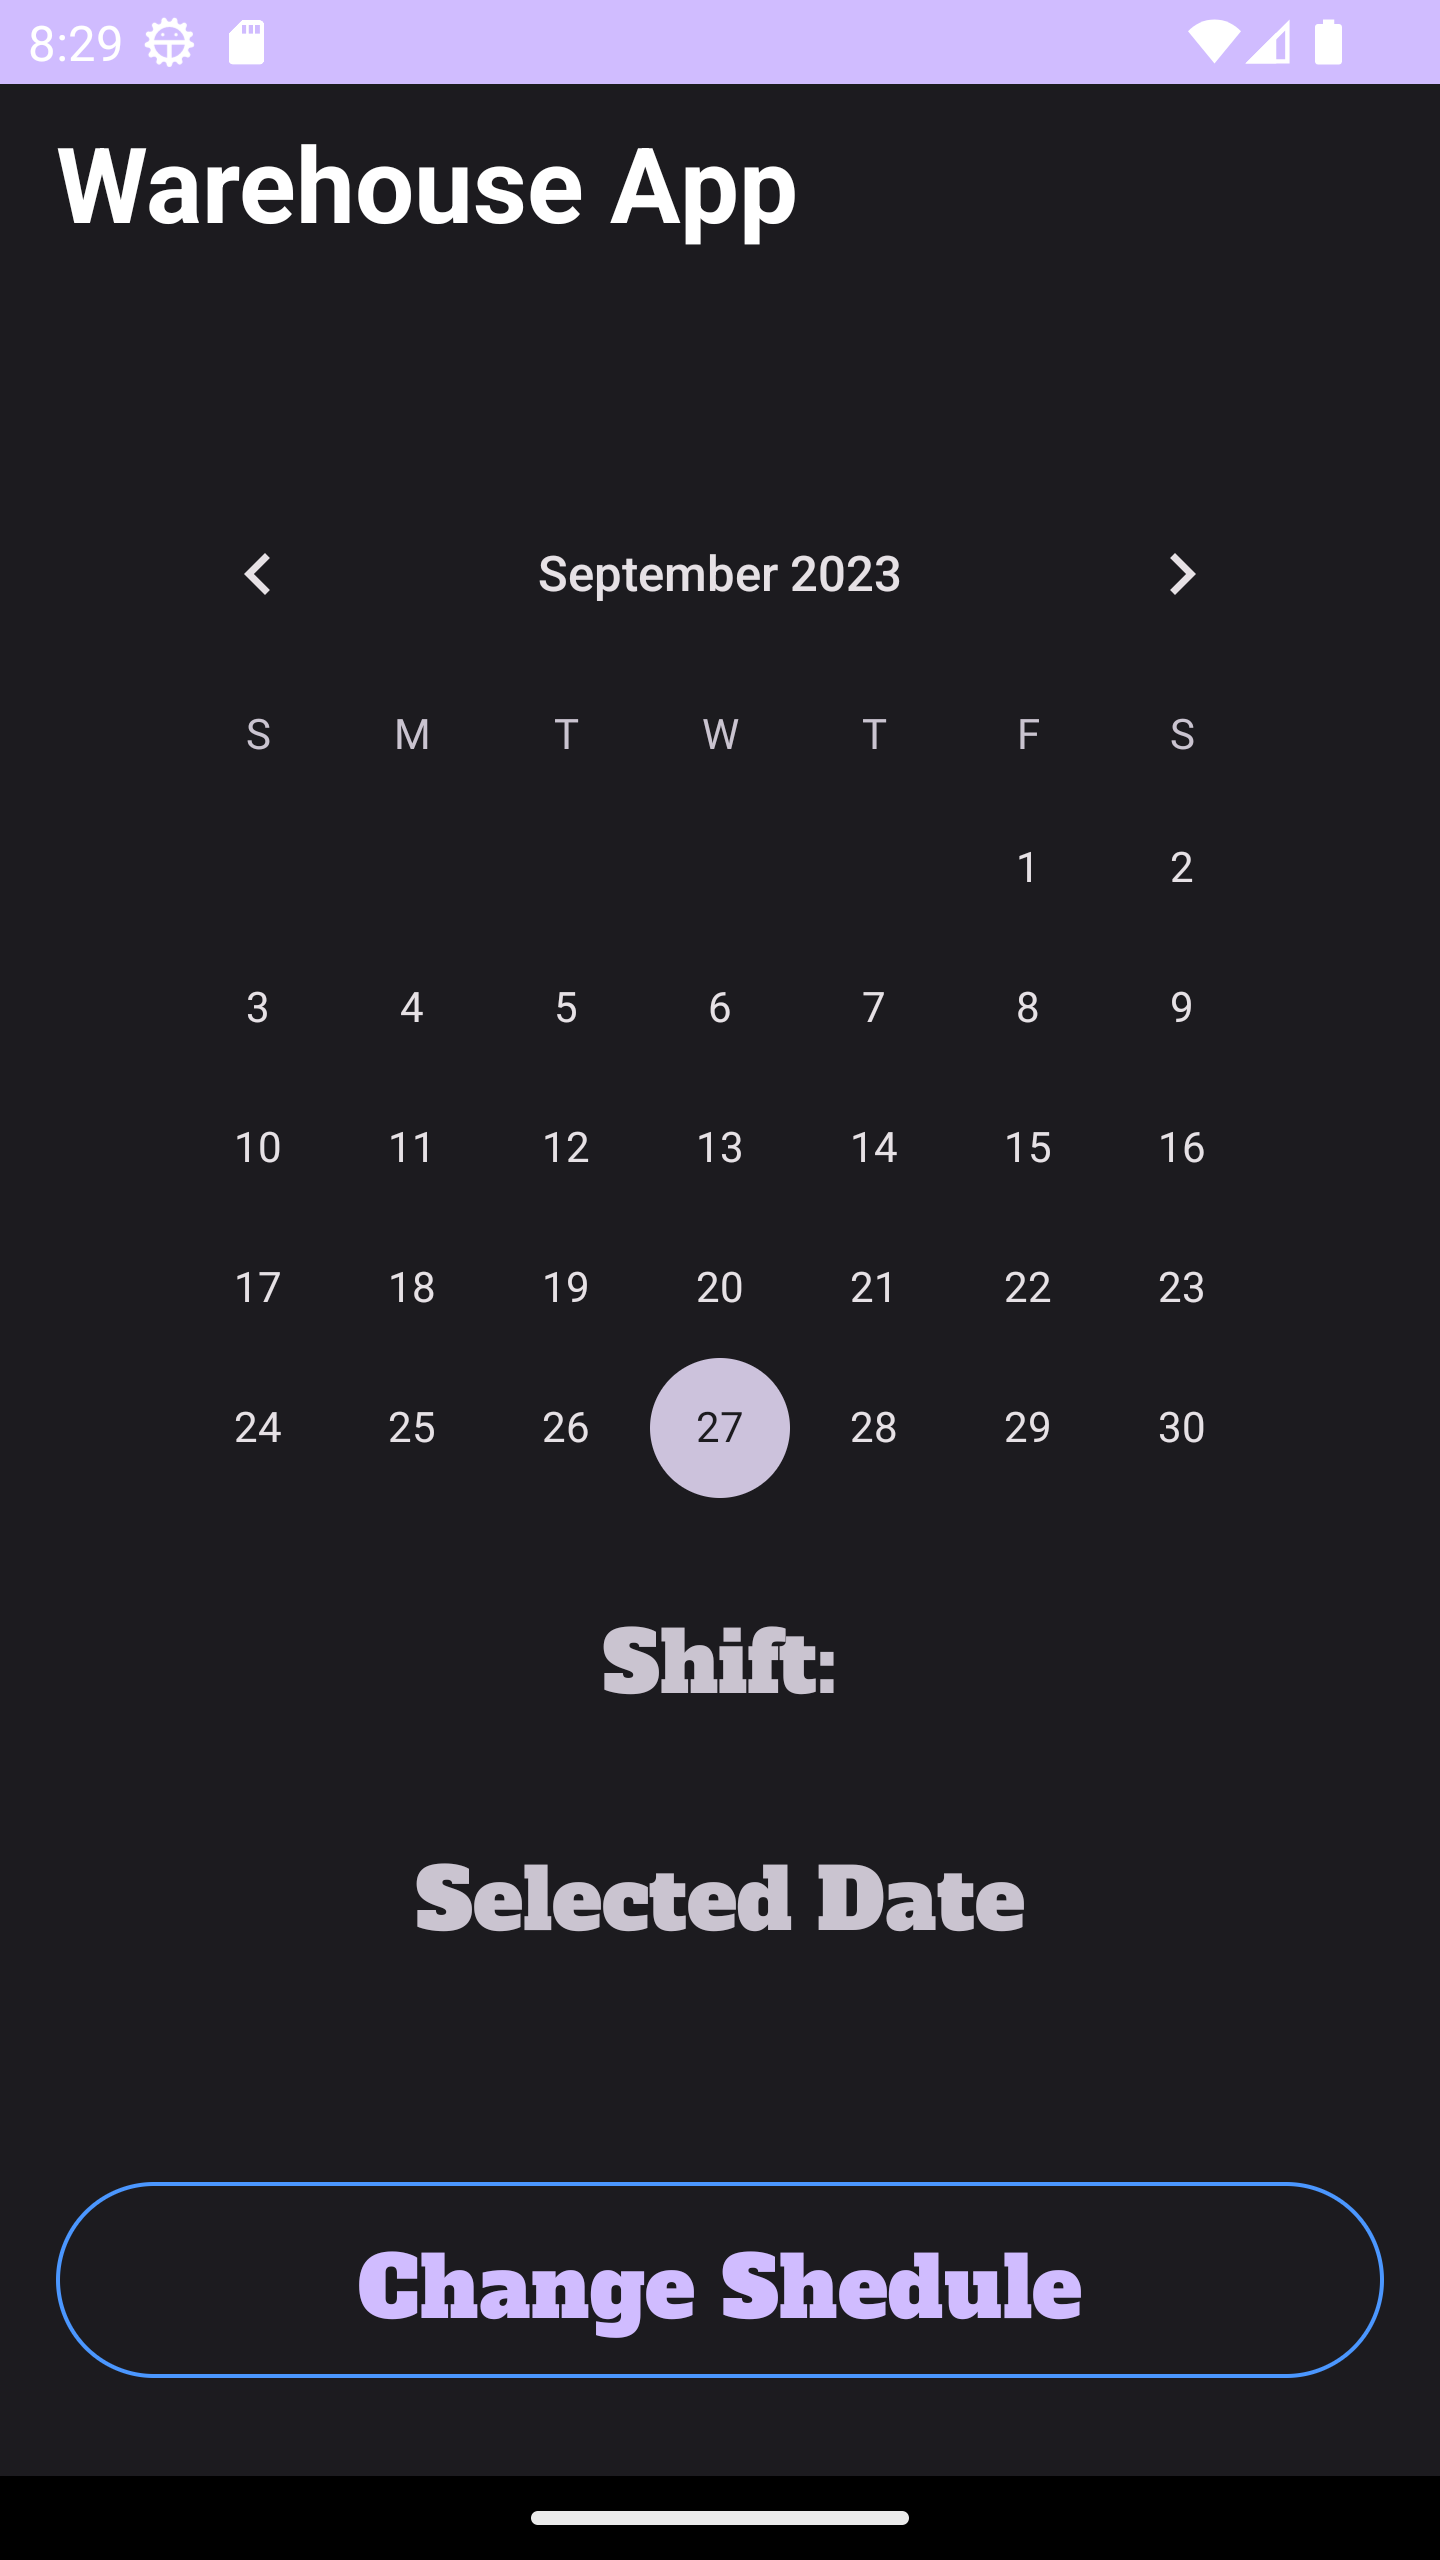 8:29
Warehouse App
September 2023
S M T W T F S
1 2
3 4 5 6 7 8 9
10 11 12 13 14 15 16
17 18 19 20 21 22 23
24 25 26 27 28 29 30
Shift:
Selected Date
Change Shedule